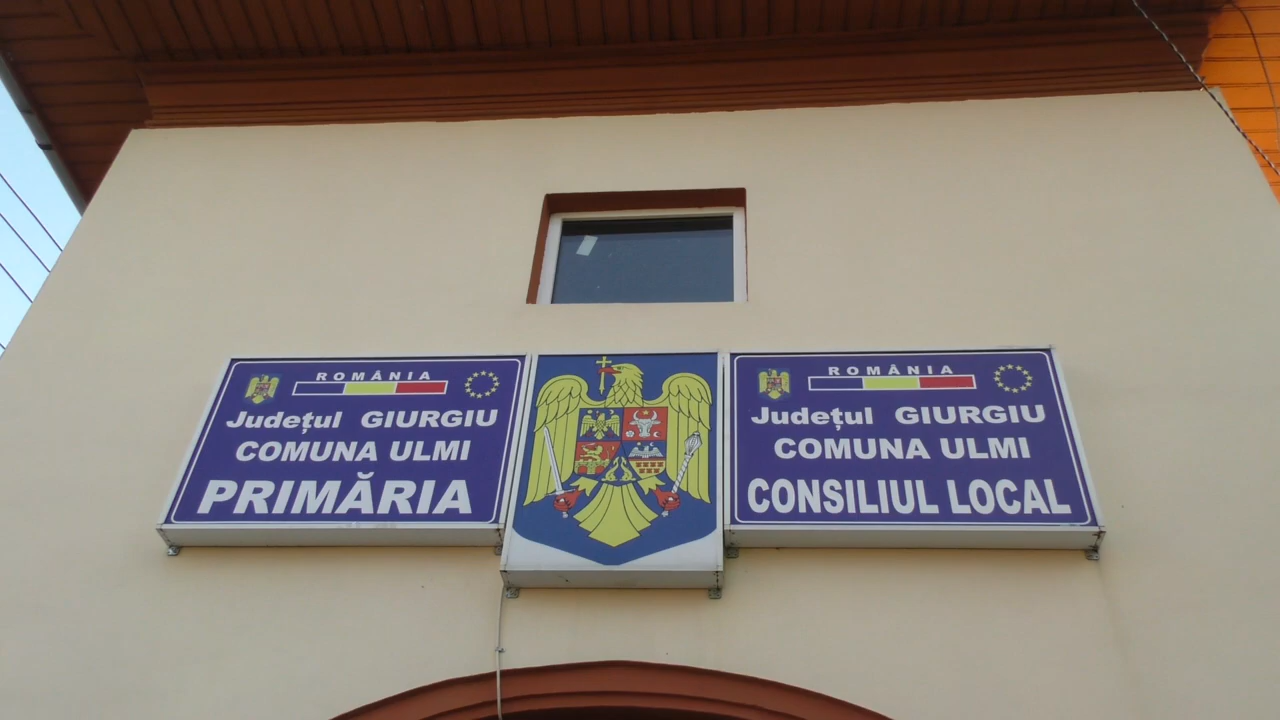 ROMÂNIA
Județul GIURGIU
COMUNA ULMI
PRIMĂRIA
ROMÂNIA
Județul GIURGIU
COMUNA ULMI
CONSILIUL LOCAL